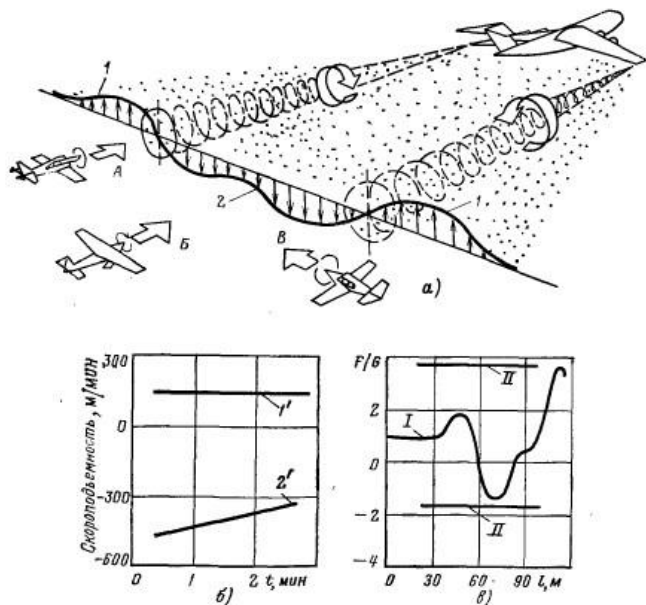 1
А
2
1
Б
В
а)
Скороподъемность, м/мин
300
0
-300
-600
1'
2'
0
1
2
t, мин
б)
F/G
2
0
-2
-4
II
I
II
0
30
60
90
l, м
в)